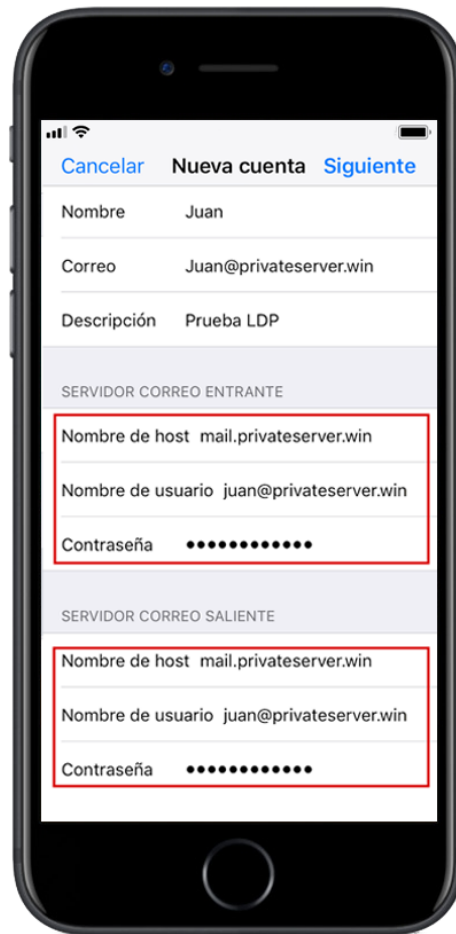 Cancelar Nueva cuenta Siguiente
Nombre Juan
Correo Juan@privateserver.win
Descripción Prueba LDP
SERVIDOR CORREO ENTRANTE
Nombre de host mail.privateserver.win
Nombre de usuario juan@privateserver.win
Contraseña ••••••••••••
SERVIDOR CORREO SALIENTE
Nombre de host mail.privateserver.win
Nombre de usuario juan@privateserver.win
Contraseña ••••••••••••